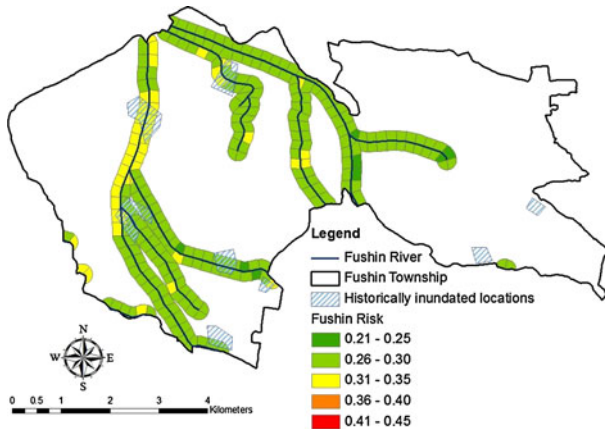 Legend
Fushin River
Fushin Township
Historically inundated locations
Fushin Risk
0.21 - 0.25
0.26 - 0.30
0.31 - 0.35
0.36 - 0.40
0.41 - 0.45
N
W E
S
0 0.5 1 2 3 4
Kilometers